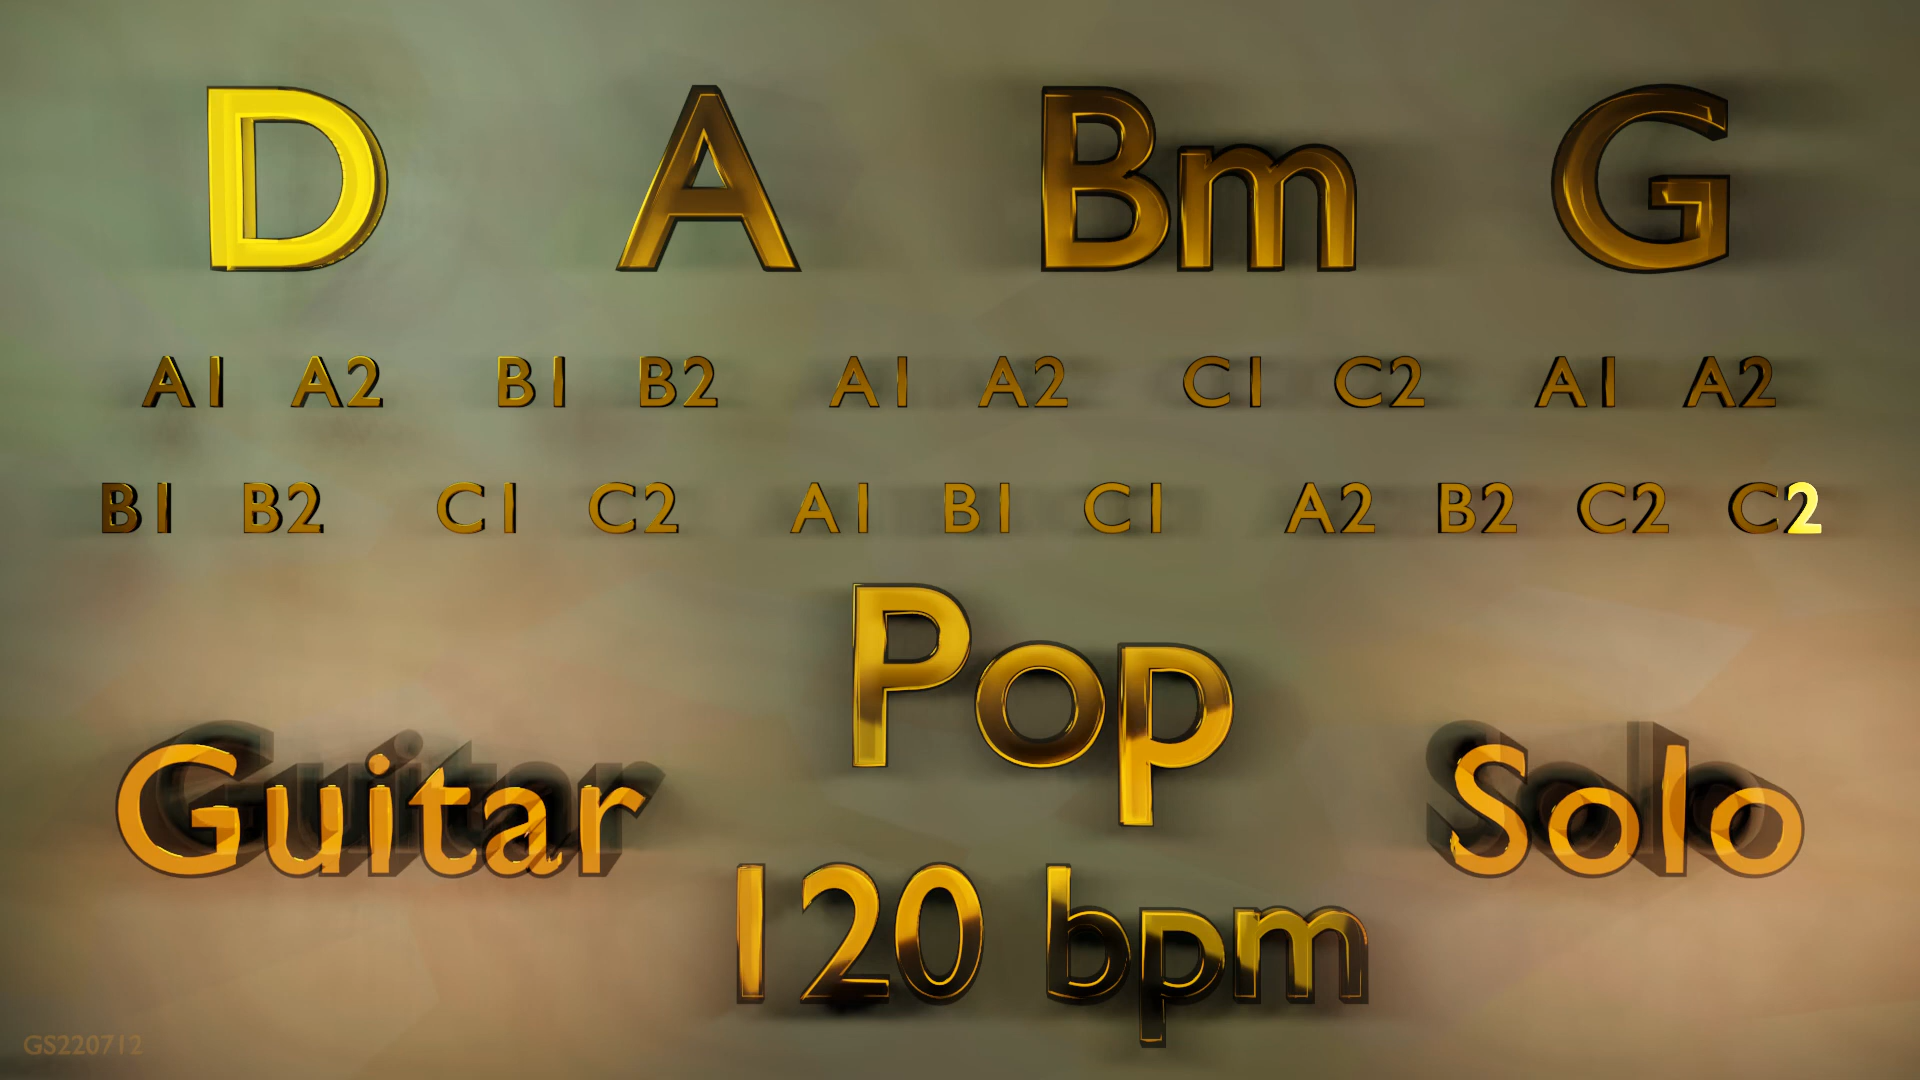 D A Bm G
A1 A2 B1 B2 A1 A2 C1 C2 A1 A2
B1 B2 C1 C2 A1 B1 C1 A2 B2 C2 C2
Pop
Guitar Solo
120 bpm
GS220712